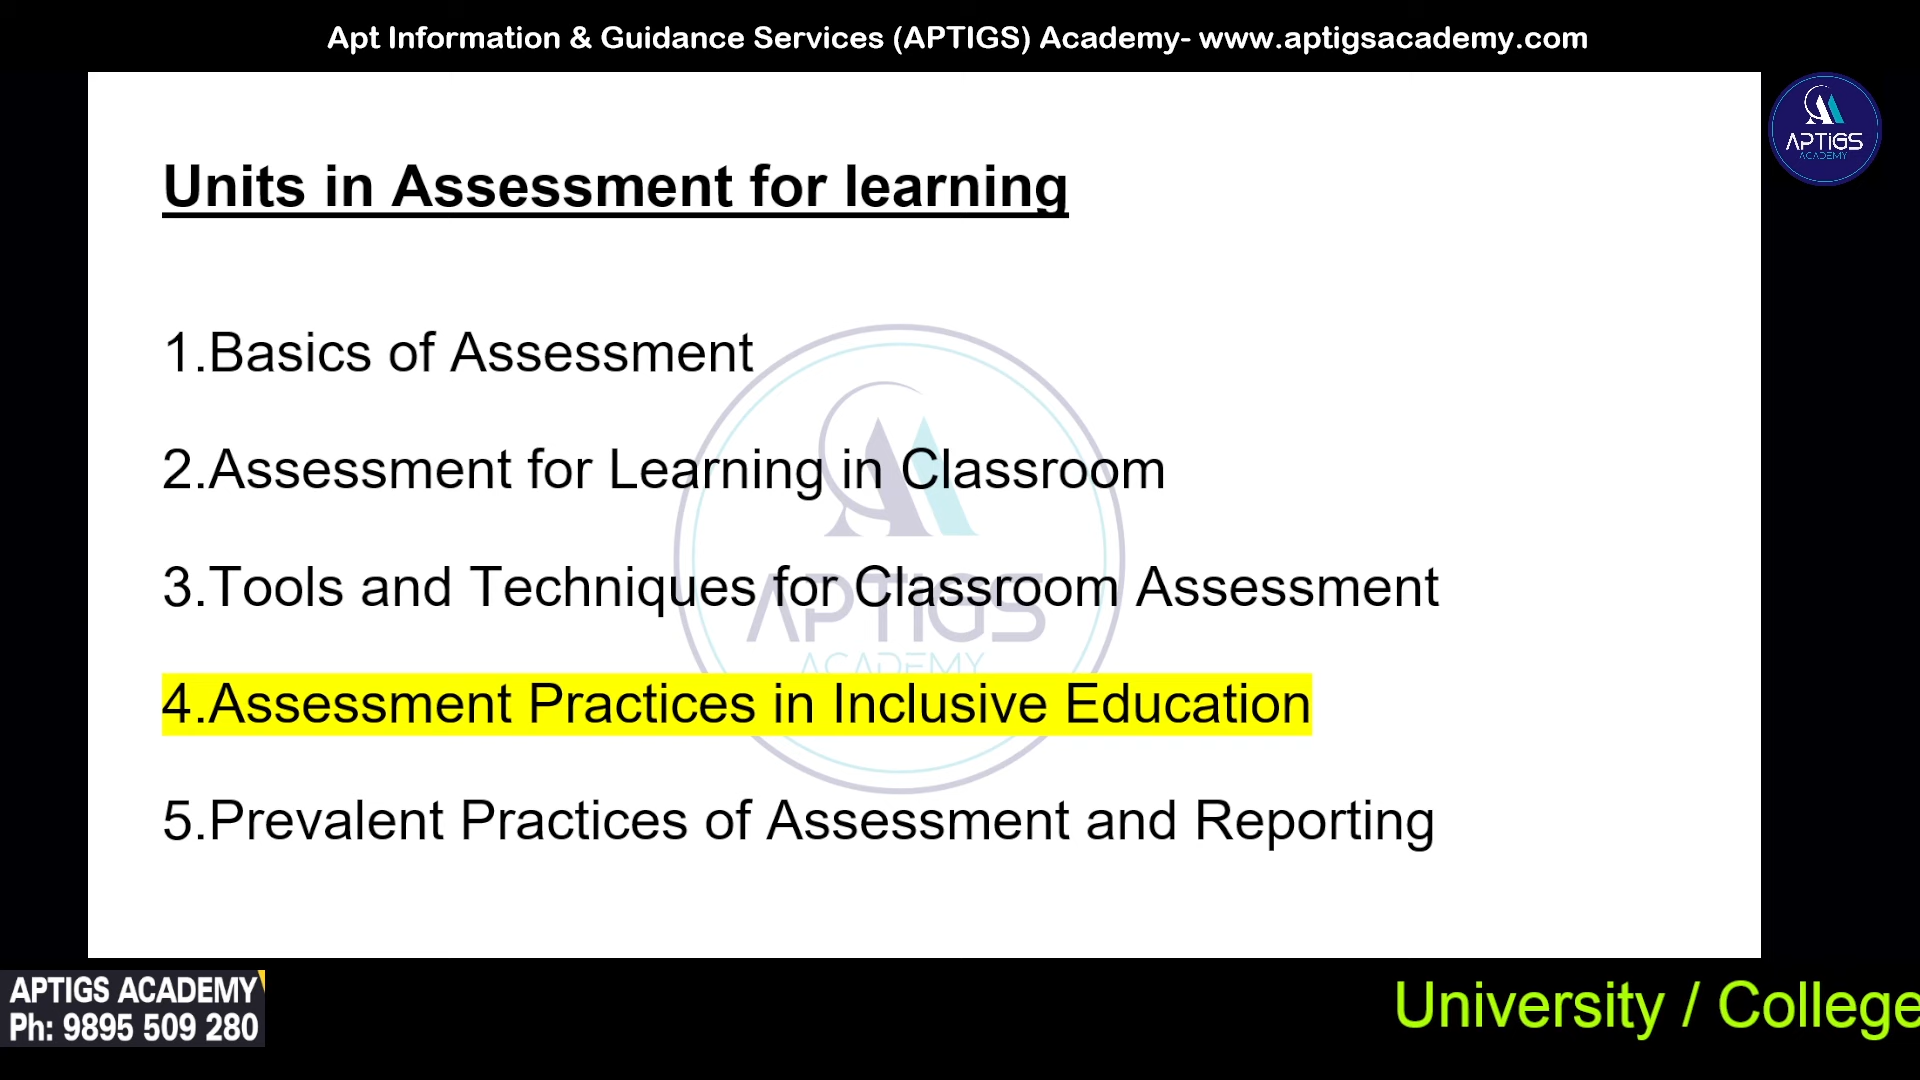 Apt Information & Guidance Services (APTIGS) Academy- www.aptigsacademy.com
APTIGS
ACADEMY
Units in Assessment for learning
1.Basics of Assessment
2.Assessment for Learning in Classroom
3.Tools and Techniques for Classroom Assessment
APTIGS
ACADEMY
4.Assessment Practices in Inclusive Education
5.Prevalent Practices of Assessment and Reporting
APTIGS ACADEMY
Ph: 9895 509 280
University / College